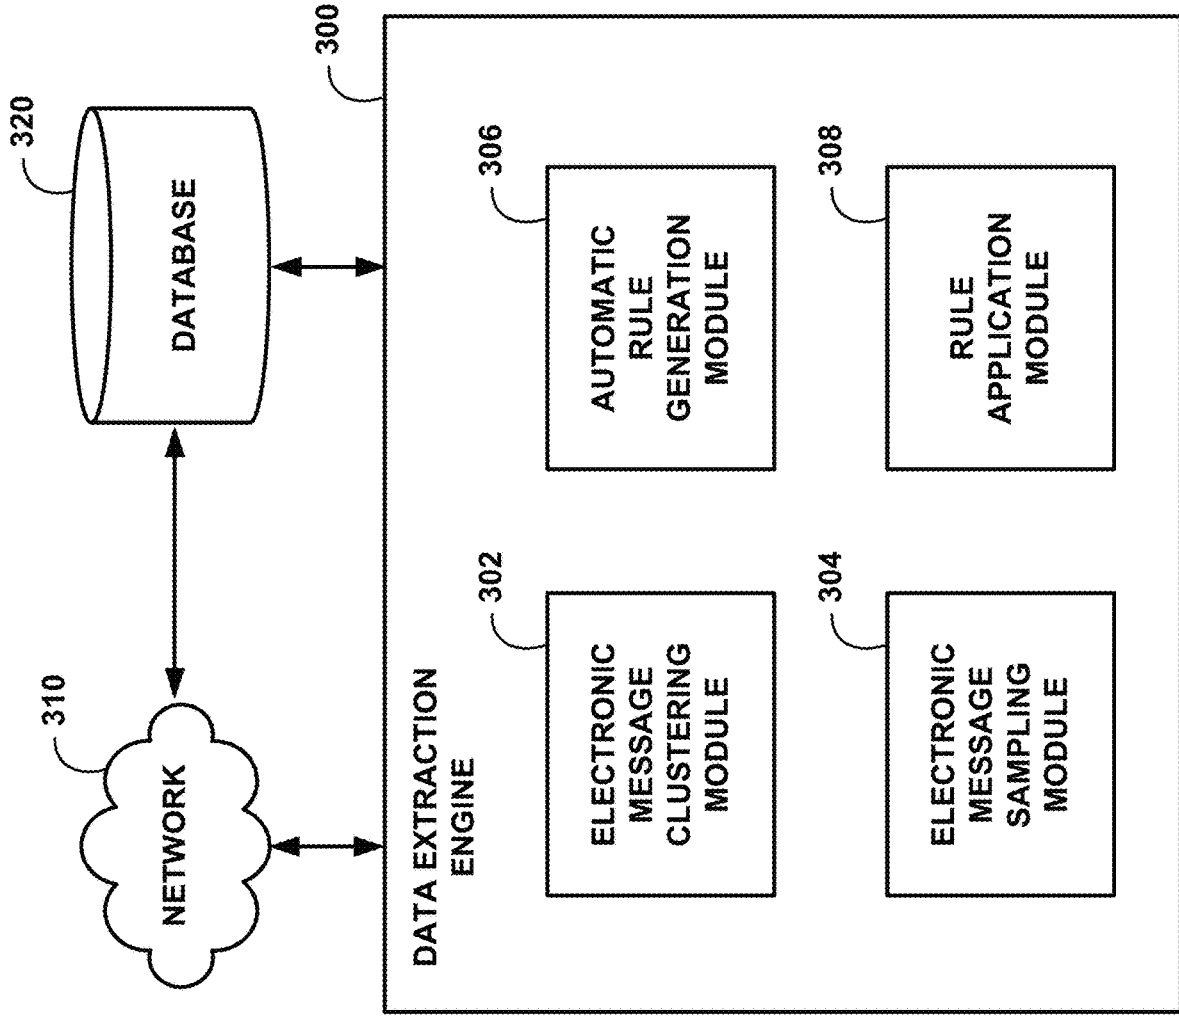 310
NETWORK
320
DATABASE
300
DATA EXTRACTION
ENGINE
302
ELECTRONIC
MESSAGE
CLUSTERING
MODULE
306
AUTOMATIC
RULE
GENERATION
MODULE
304
ELECTRONIC
MESSAGE
SAMPLING
MODULE
308
RULE
APPLICATION
MODULE